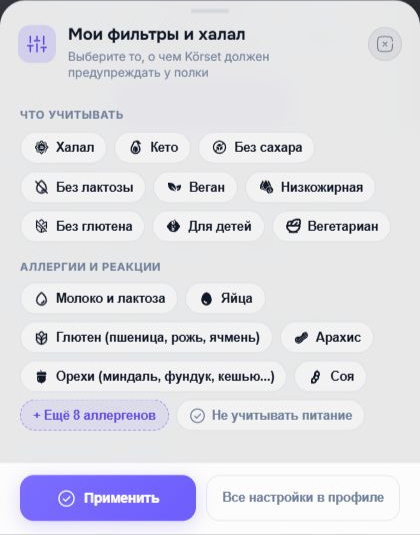 Мои фильтры и халал
Выберите то, о чем Körset должен
предупреждать у полки
ЧТО УЧИТЫВАТЬ
Халал
Кето
Без сахара
Без лактозы
Веган
Низкожирная
Без глютена
Для детей
Вегетариан
АЛЛЕРГИИ И РЕАКЦИИ
Молоко и лактоза
Яйца
Глютен (пшеница, рожь, ячмень)
Арахис
Орехи (миндаль, фундук, кешью...)
Соя
+ Ещё 8 аллергенов
Не учитывать питание
Применить
Все настройки в профиле